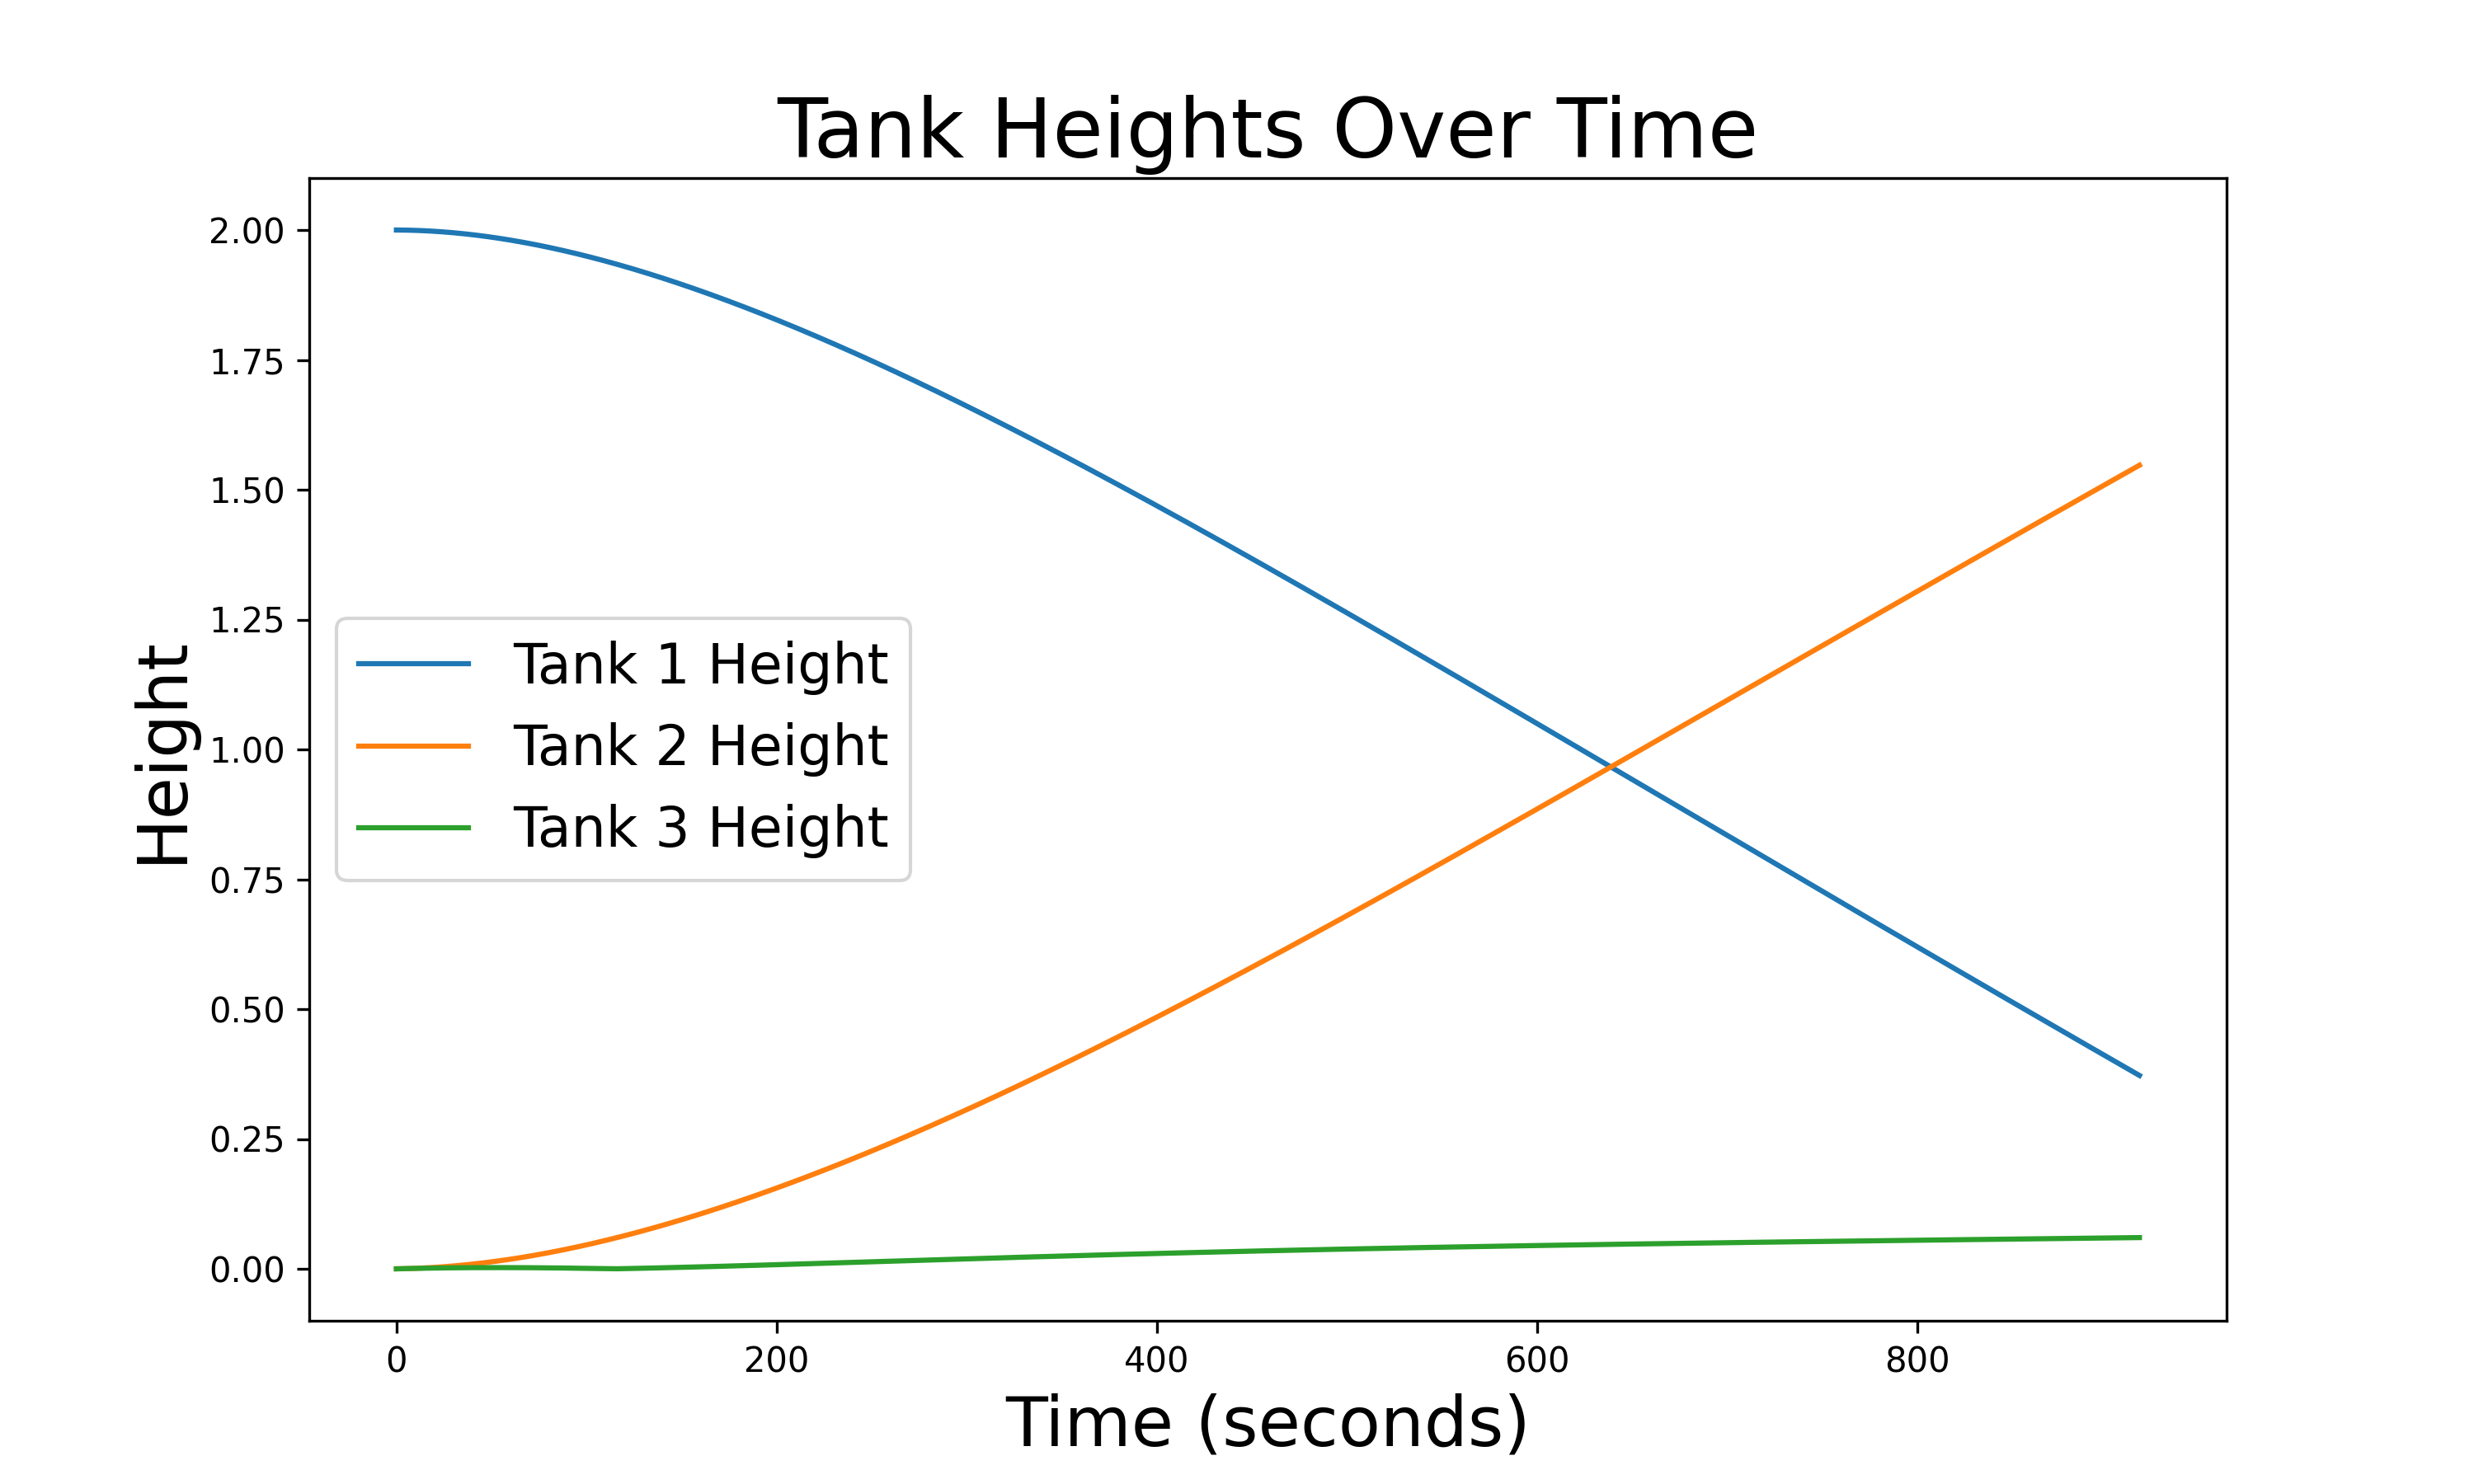 Tank Heights Over Time
Height
2.00
1.75
1.50
1.25
1.00
0.75
0.50
0.25
0.00
Tank 1 Height
Tank 2 Height
Tank 3 Height
0 200 400 600 800
Time (seconds)